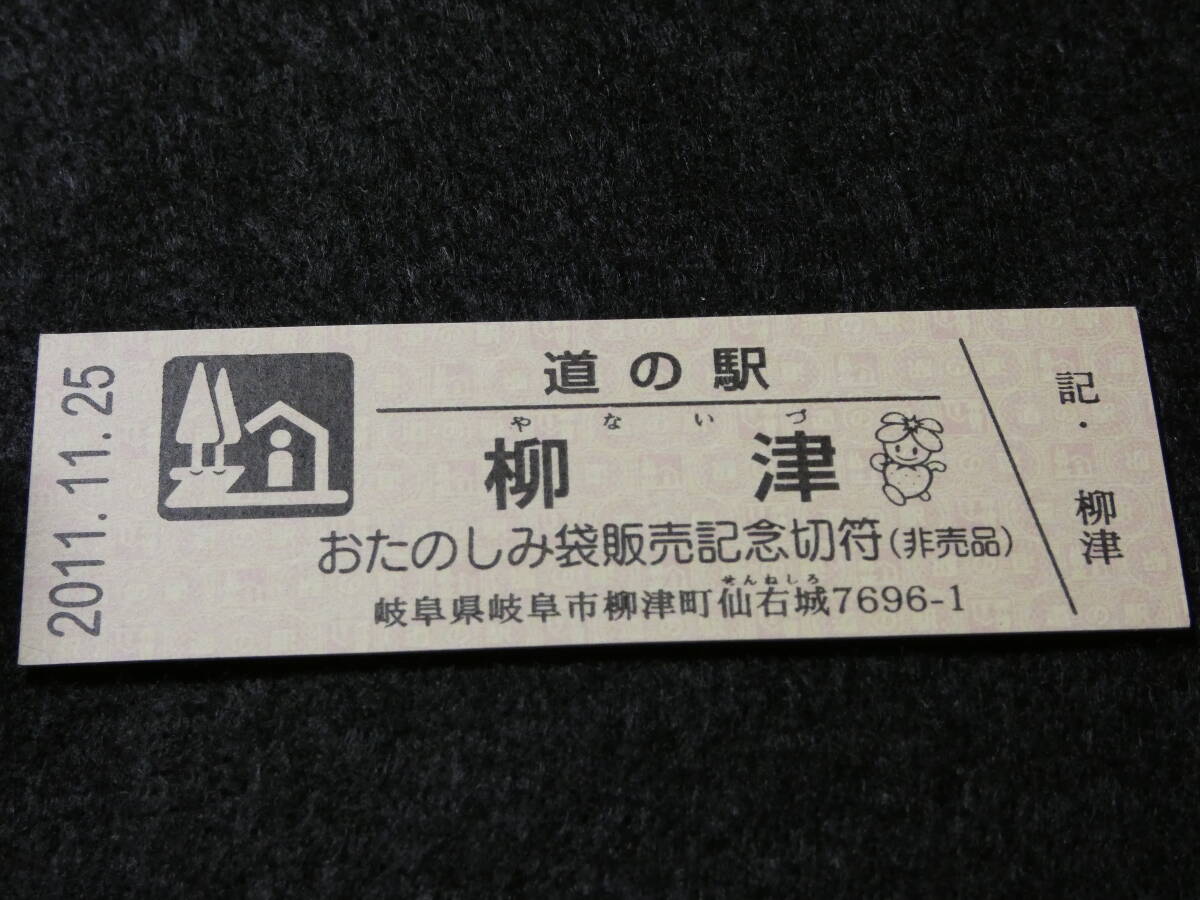 2011.11.25
道の駅
やないづ
柳津
おたのしみ袋販売記念切符(非売品)
せんねしろ
岐阜県岐阜市柳津町仙右城7696-1
記・柳津